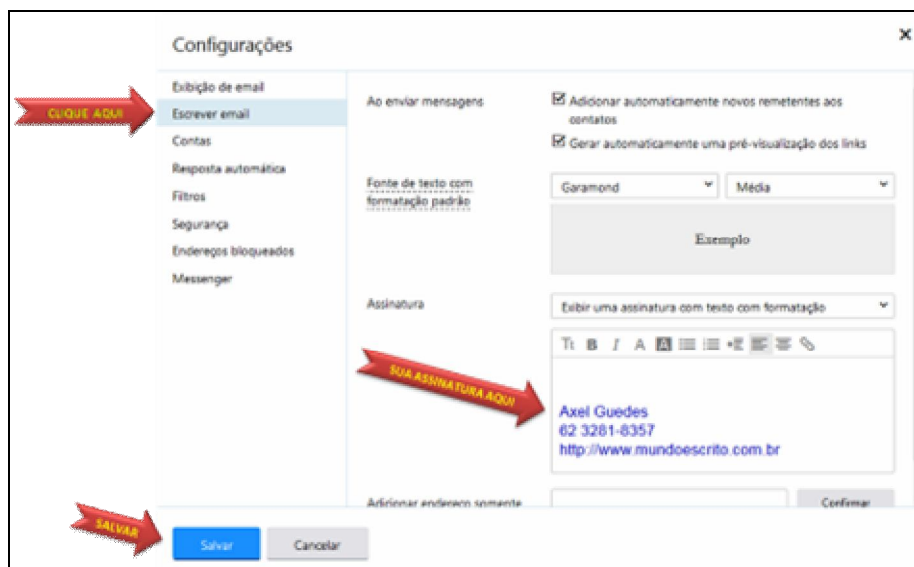 Configurações
Exibição de email
CLIQUE AQUI
Escrever email
Contas
Resposta automática
Filtros
Segurança
Endereços bloqueados
Messenger
Ao enviar mensagens
Adicionar automaticamente novos remetentes aos
contatos
Gerar automaticamente uma pré-visualização dos links
Fonte de texto com
formatação padrão
Garamond
Média
Exemplo
Assinatura
Exibir uma assinatura com texto com formatação
SUA ASSINATURA AQUI
Axel Guedes
62 3281-8357
http://www.mundoescrito.com.br
Adicionar endereço somente
Confirmar
SALVAR
Salvar
Cancelar